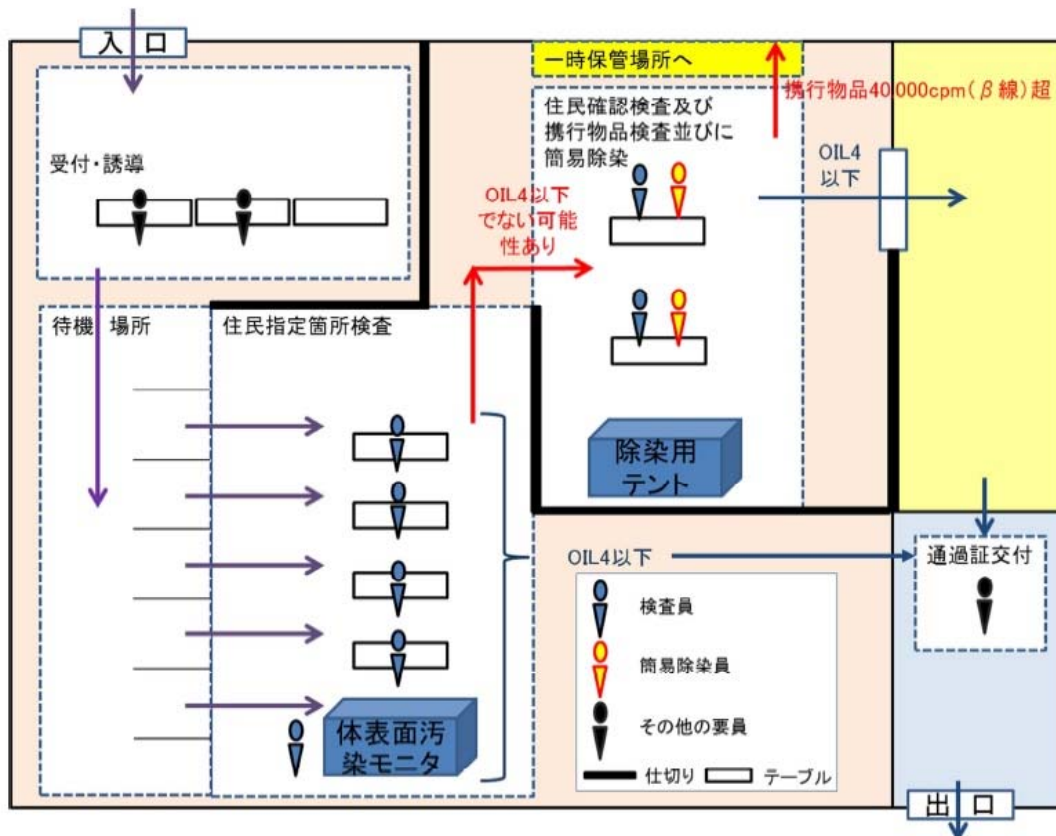 入 口
一時保管場所へ
携行物品40,000cpm(β線)超
住民確認検査及び
携行物品検査並びに
簡易除染
OIL4
以下
受付・誘導
OIL4以下
でない可能
性あり
待機 場所
住民指定箇所検査
除染用
テント
OIL4以下
通過証交付
検査員
簡易除染員
その他の要員
体表面汚
染モニタ
仕切り
テーブル
出 口